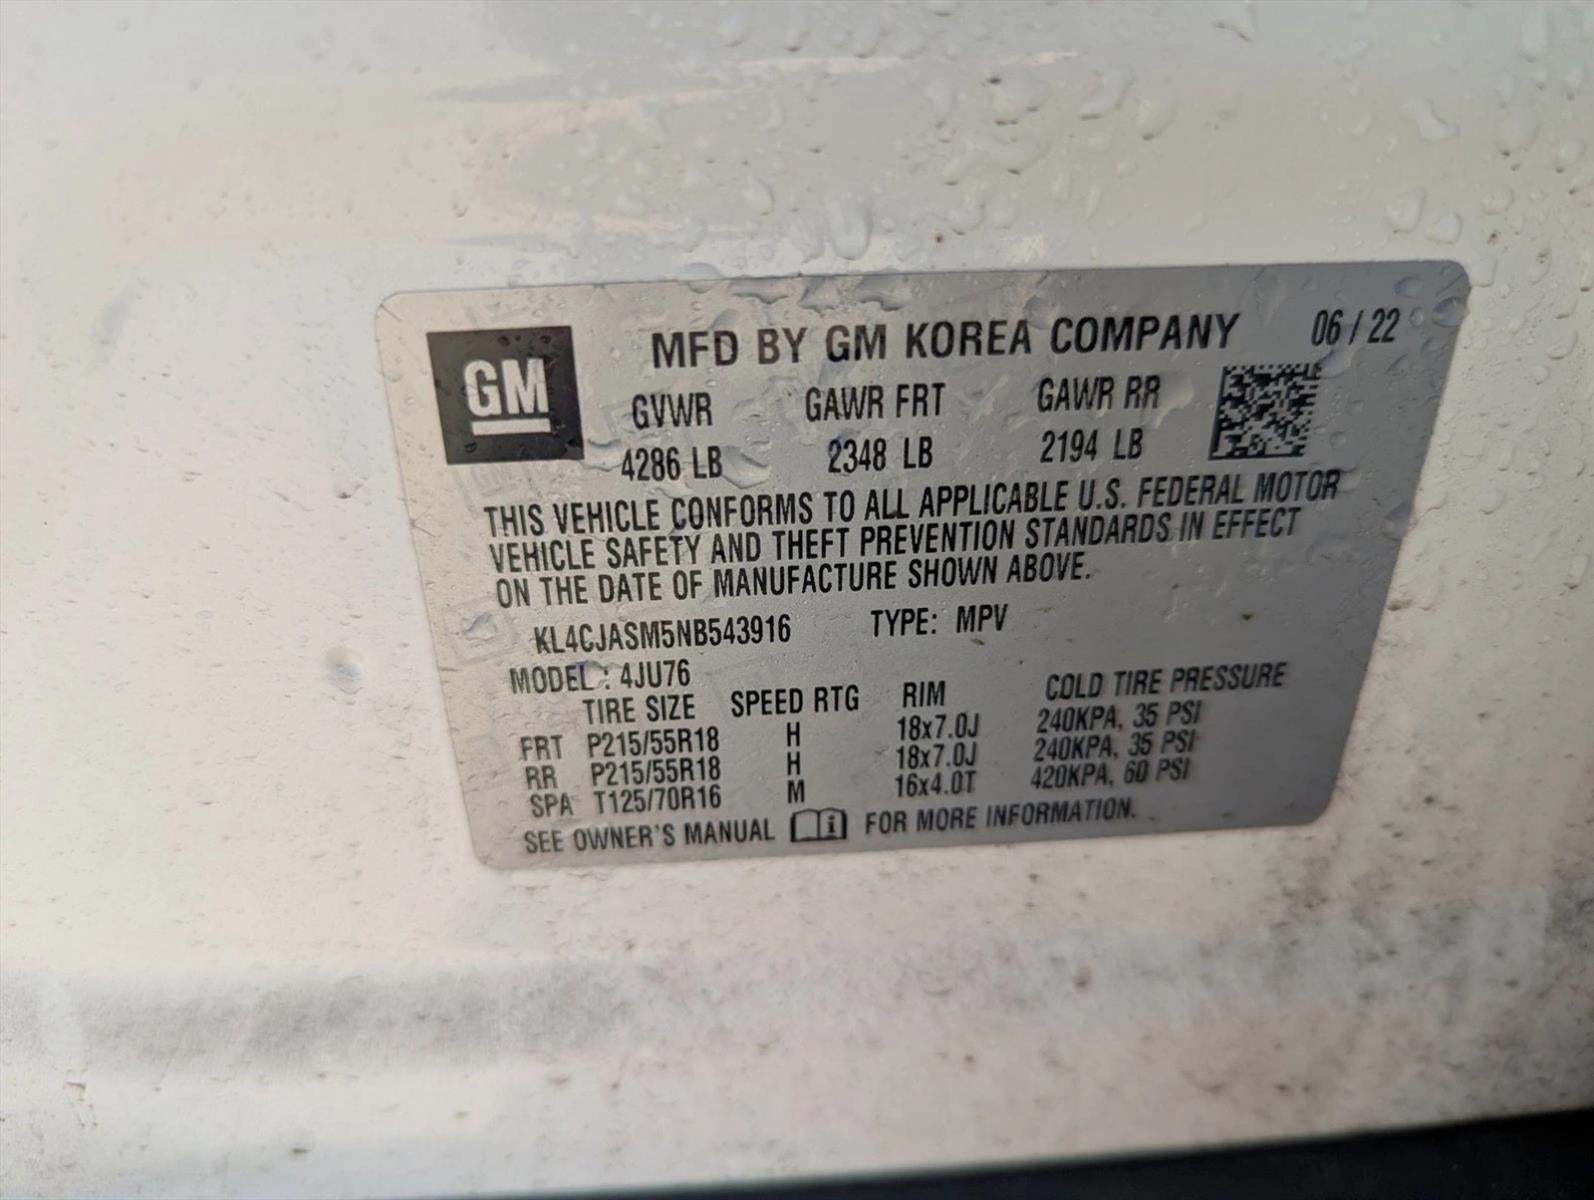 GM
MFD BY GM KOREA COMPANY 06 / 22
GVWR GAWR FRT GAWR RR
4286 LB 2348 LB 2194 LB
THIS VEHICLE CONFORMS TO ALL APPLICABLE U.S. FEDERAL MOTOR
VEHICLE SAFETY AND THEFT PREVENTION STANDARDS IN EFFECT
ON THE DATE OF MANUFACTURE SHOWN ABOVE.
KL4CJASM5NB543916 TYPE: MPV
MODEL : 4JU76
TIRE SIZE SPEED RTG RIM COLD TIRE PRESSURE
FRT P215/55R18 H 18x7.0J 240KPA, 35 PSI
RR P215/55R18 H 18x7.0J 240KPA, 35 PSI
SPA T125/70R16 M 16x4.0T 420KPA, 60 PSI
SEE OWNER'S MANUAL i FOR MORE INFORMATION.